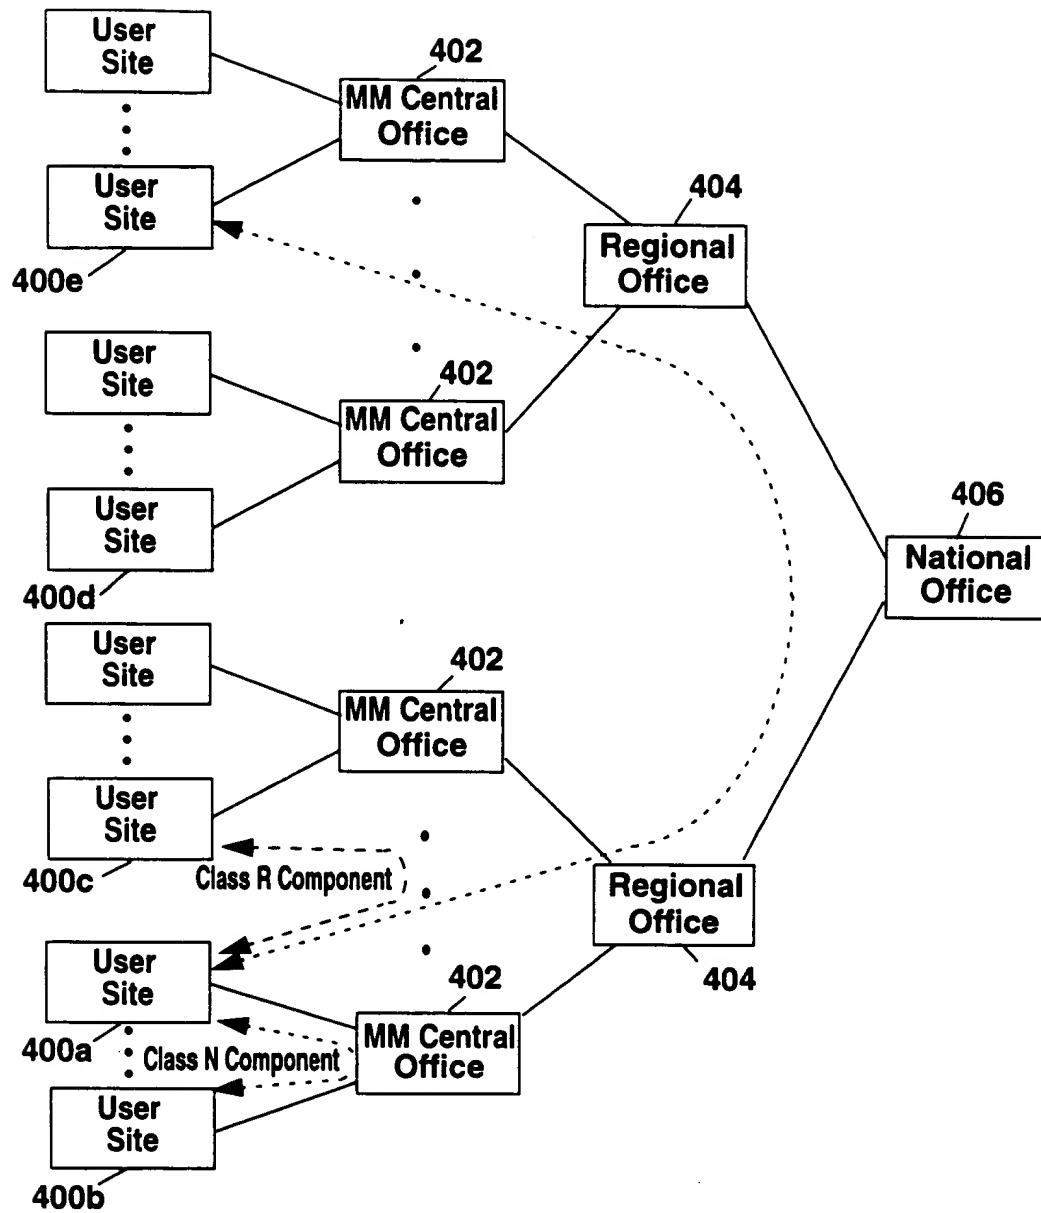 User
Site
402
MM Central
Office
User
Site
400e
404
Regional
Office
User
Site
402
MM Central
Office
User
Site
400d
406
National
Office
User
Site
402
MM Central
Office
User
Site
400c
Class R Component
Regional
Office
404
User
Site
400a
402
MM Central
Office
Class N Component
User
Site
400b